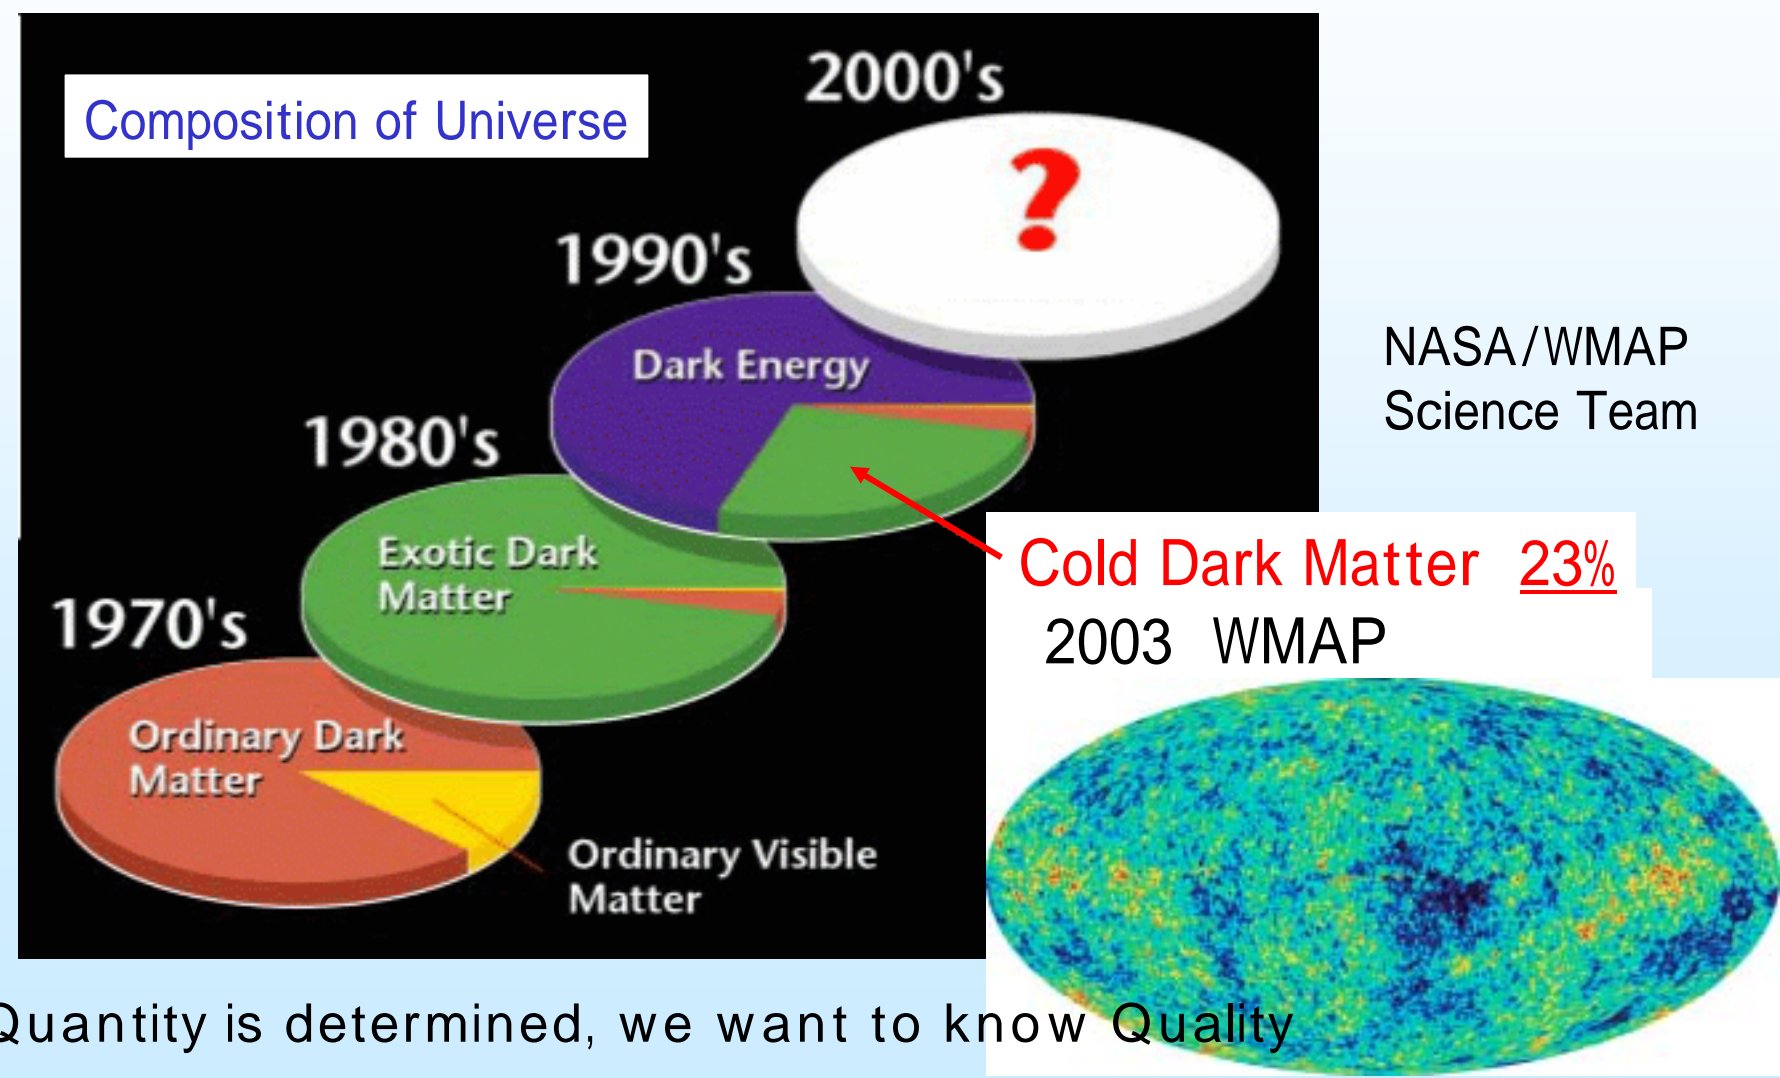 Composition of Universe
2000's
?
1990's
Dark Energy
NASA/WMAP
Science Team
1980's
Exotic Dark
Matter
Cold Dark Matter 23%
2003 WMAP
1970's
Ordinary Dark
Matter
Ordinary Visible
Matter
Quantity is determined, we want to know Quality